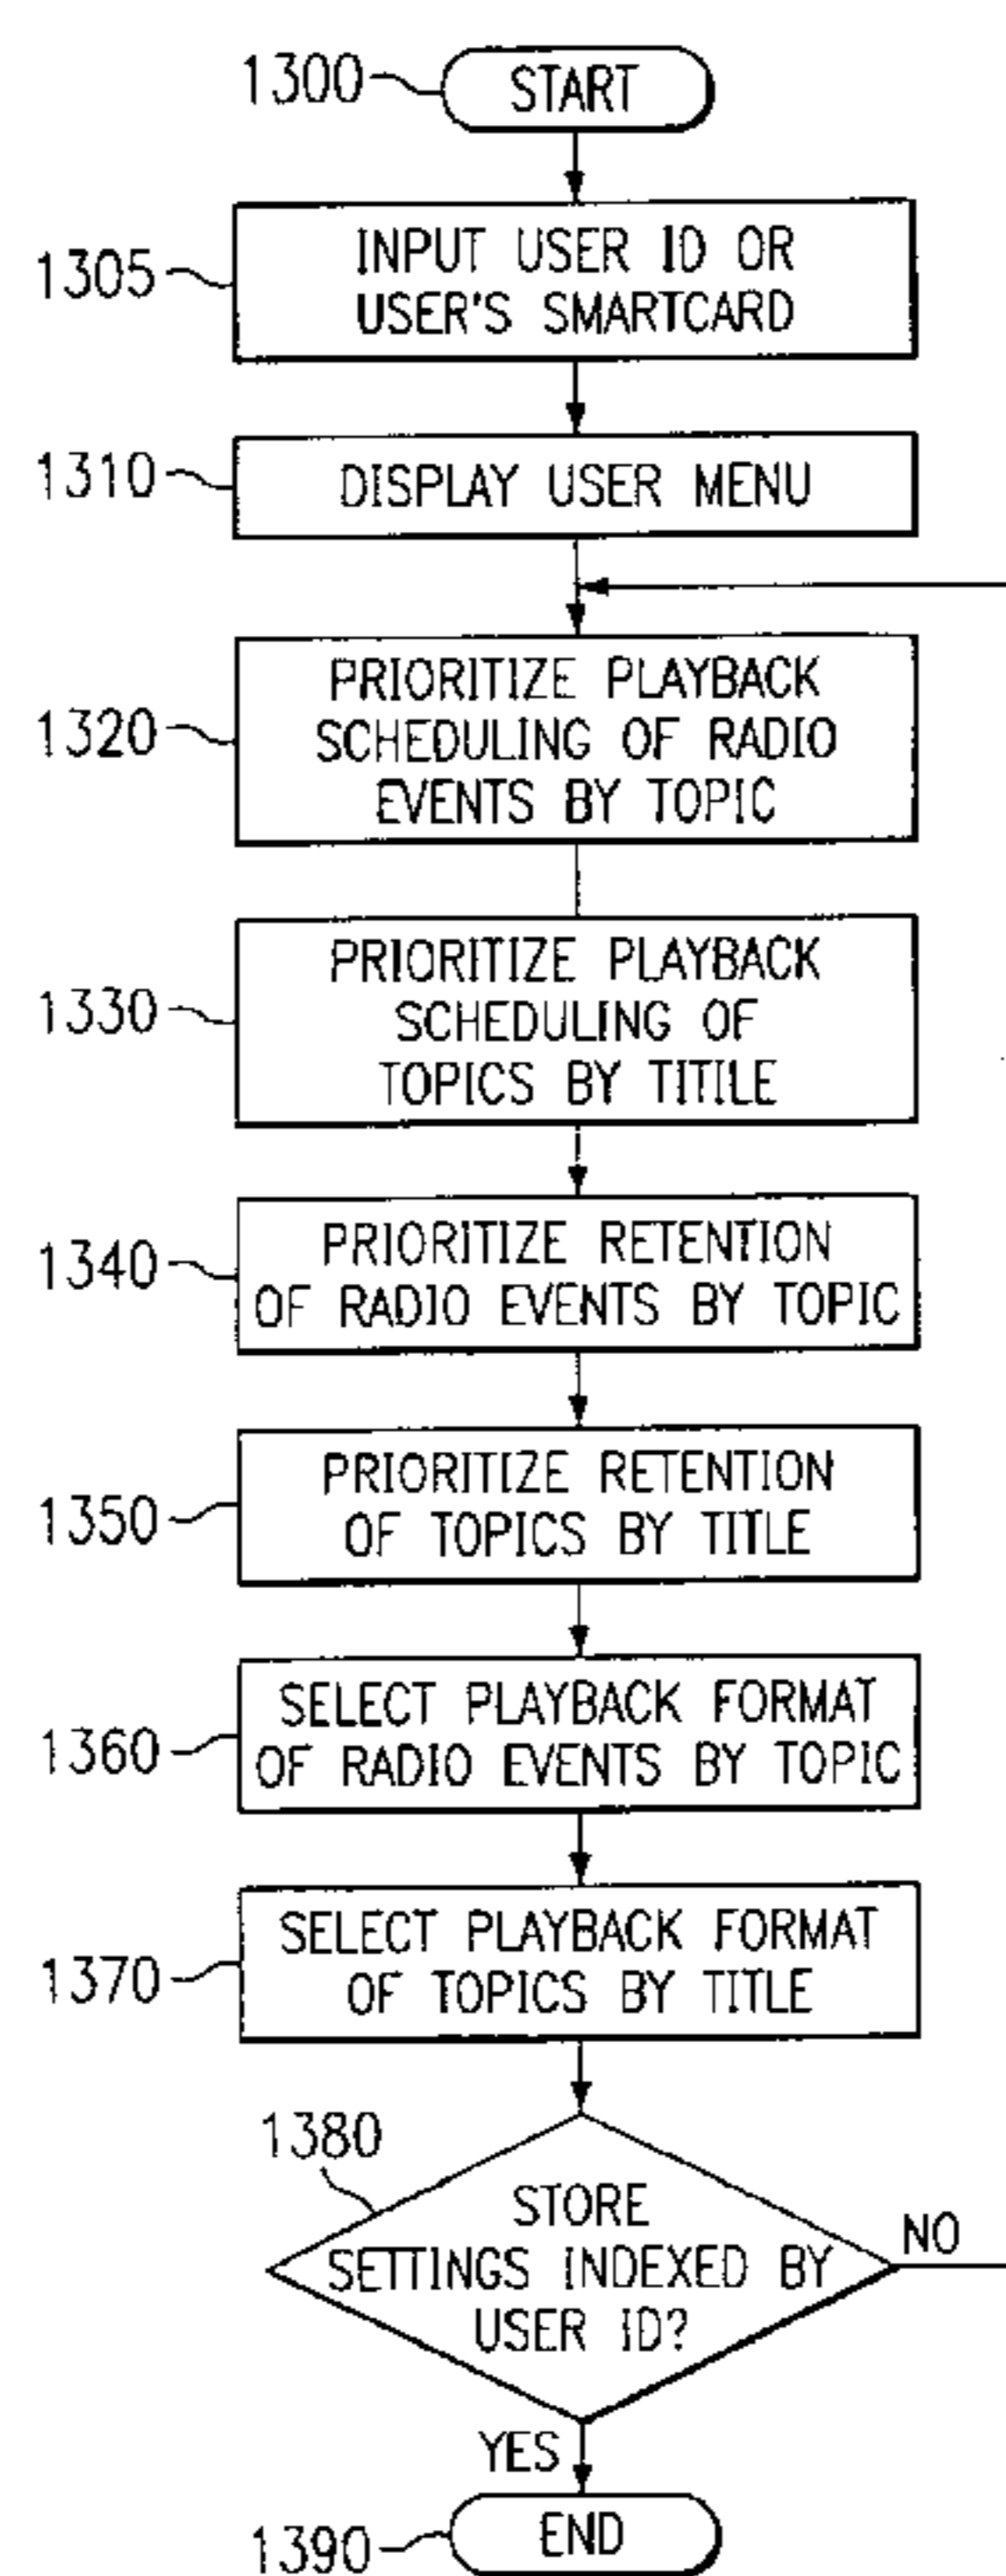 1300
START
1305
INPUT USER ID OR
USER'S SMARTCARD
1310
DISPLAY USER MENU
1320
PRIORITIZE PLAYBACK
SCHEDULING OF RADIO
EVENTS BY TOPIC
1330
PRIORITIZE PLAYBACK
SCHEDULING OF
TOPICS BY TITILE
1340
PRIORITIZE RETENTION
OF RADIO EVENTS BY TOPIC
1350
PRIORITIZE RETENTION
OF TOPICS BY TITLE
1360
SELECT PLAYBACK FORMAT
OF RADIO EVENTS BY TOPIC
1370
SELECT PLAYBACK FORMAT
OF TOPICS BY TITLE
1380
STORE
SETTINGS INDEXED BY
USER ID?
NO
YES
1390
END